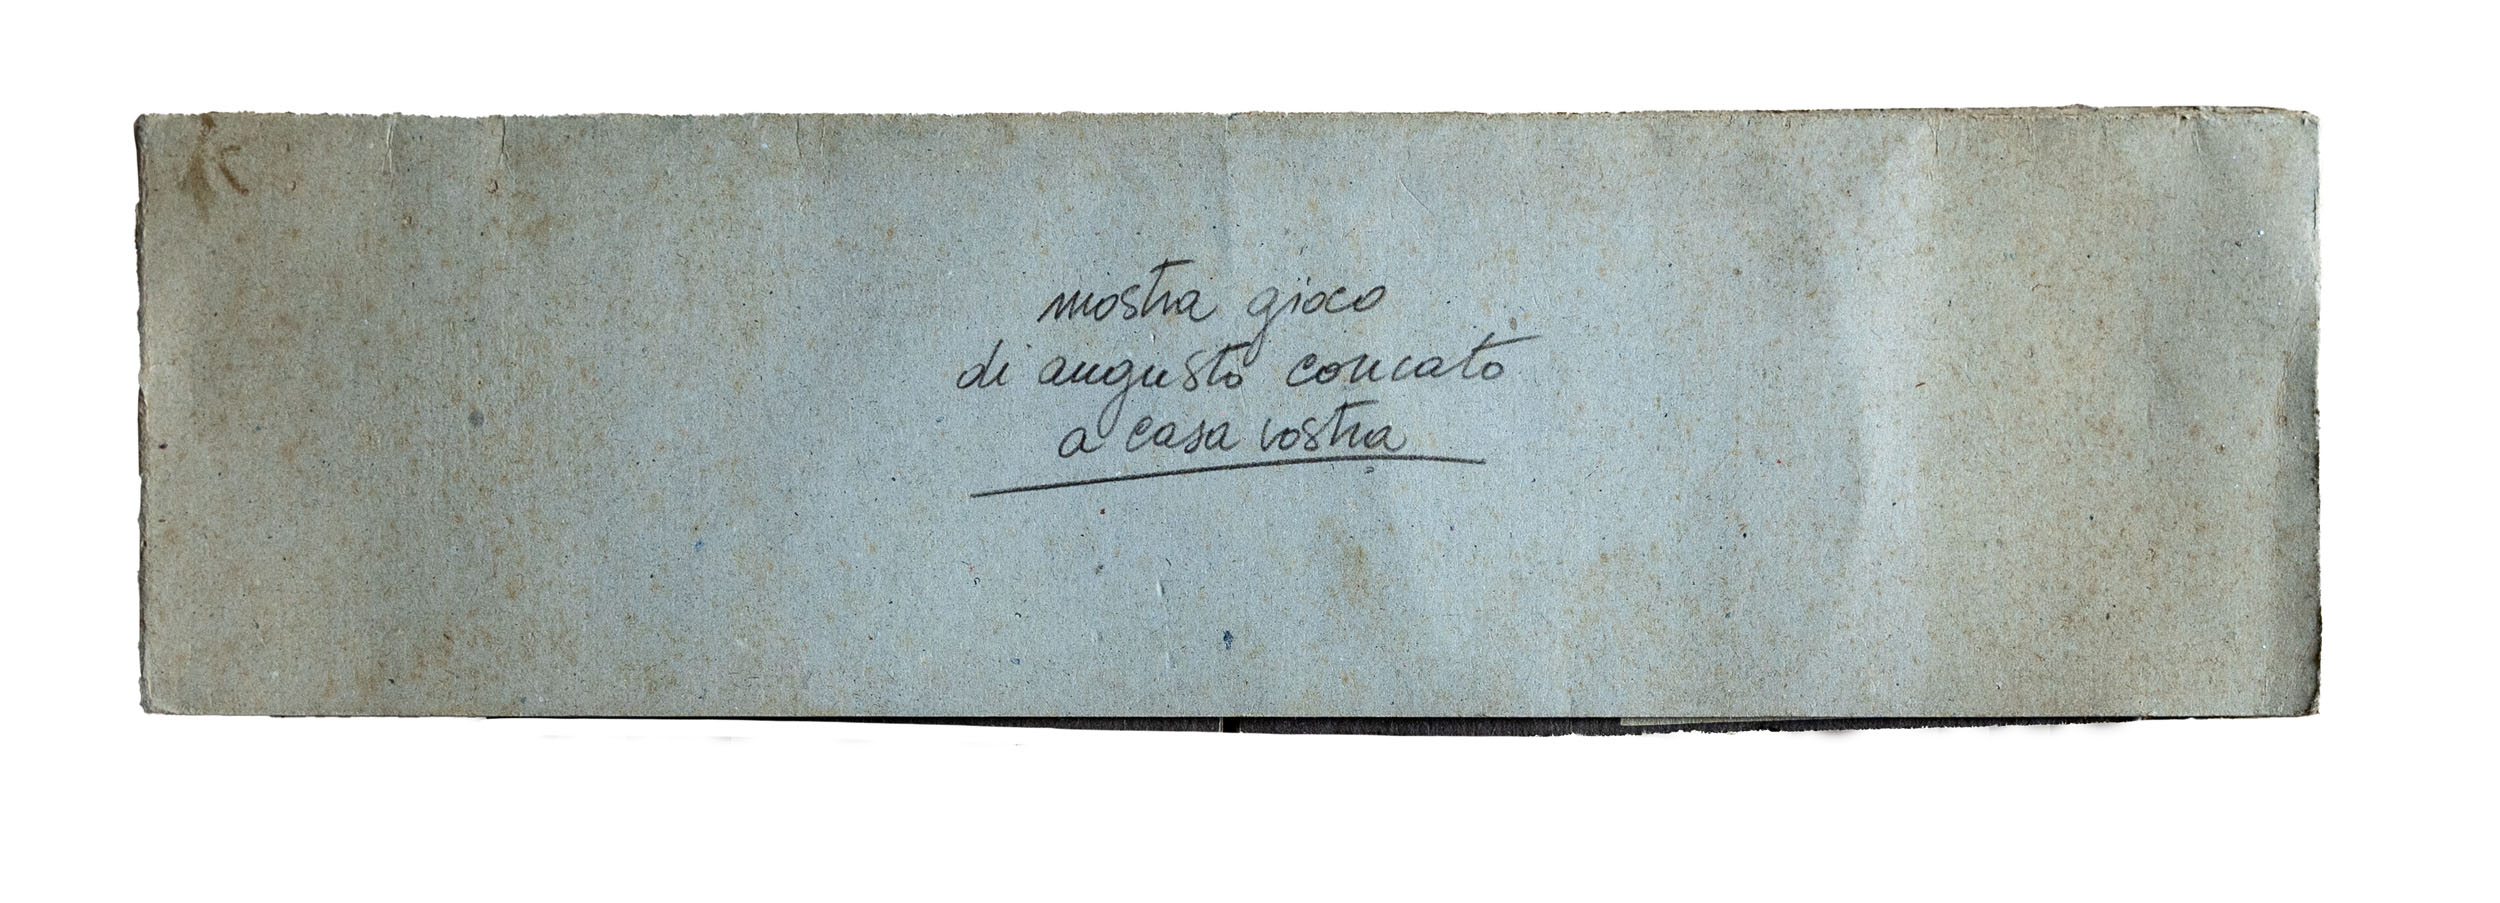 mostra gioco
di augusto concato
a casa vostra